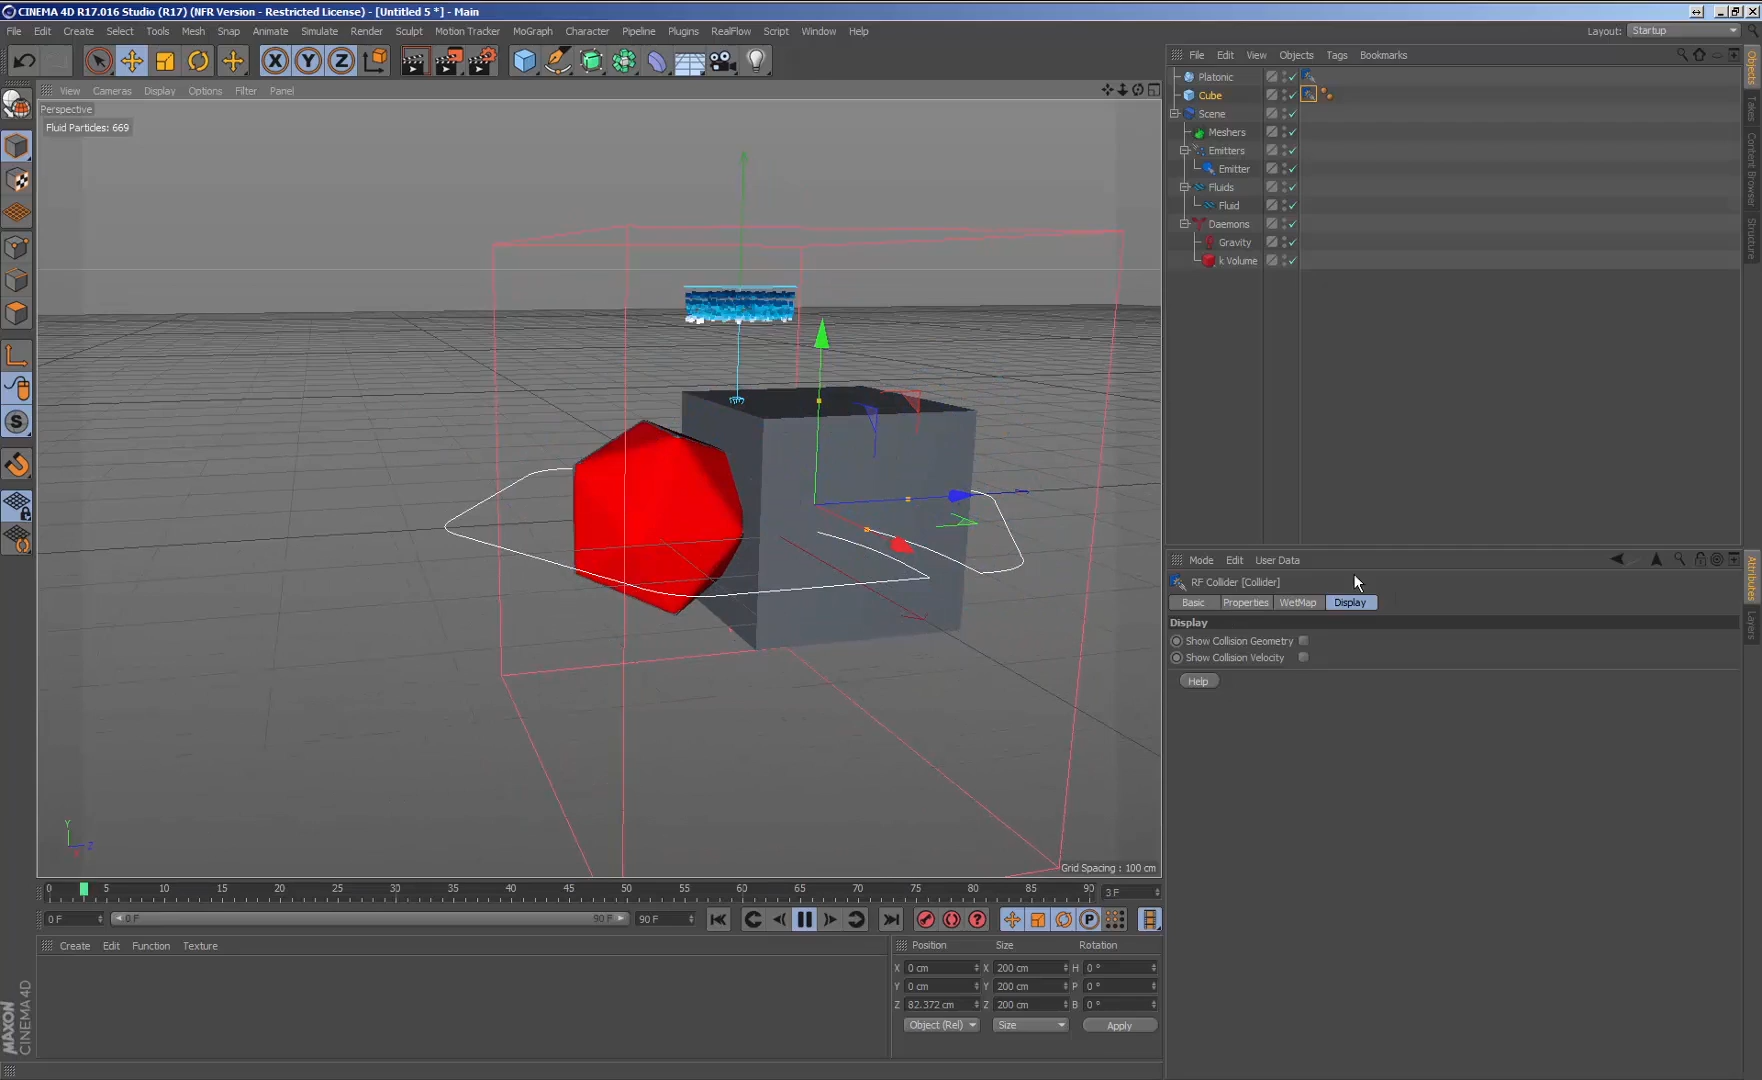 CINEMA 4D R17.016 Studio (R17) (NFR Version - Restricted License) - [Untitled 5 *] - Main
File Edit Create Select Tools Mesh Snap Animate Simulate Render Sculpt Motion Tracker MoGraph Character Pipeline Plugins RealFlow Script Window Help
Layout: Startup
X Y Z
File Edit View Objects Tags Bookmarks
View Cameras Display Options Filter Panel
Perspective
Fluid Particles: 669
Platonic
Cube
Scene
Meshers
Emitters
Emitter
Fluids
Fluid
Daemons
Gravity
k Volume
Objects
Takes
Content Browser
Structure
Mode Edit User Data
RF Collider [Collider]
Basic Properties WetMap Display
Display
Show Collision Geometry
Show Collision Velocity
Help
Attributes
Layers
S
Y
Z
Grid Spacing : 100 cm
0 5 10 15 20 25 30 35 40 45 50 55 60 65 70 75 80 85 90
3 F
0 F 0 F 90 F 90 F
P
Create Edit Function Texture
Position Size Rotation
X 0 cm X 200 cm H 0 °
Y 0 cm Y 200 cm P 0 °
Z 82.372 cm Z 200 cm B 0 °
Object (Rel) Size Apply
MAXON
CINEMA 4D